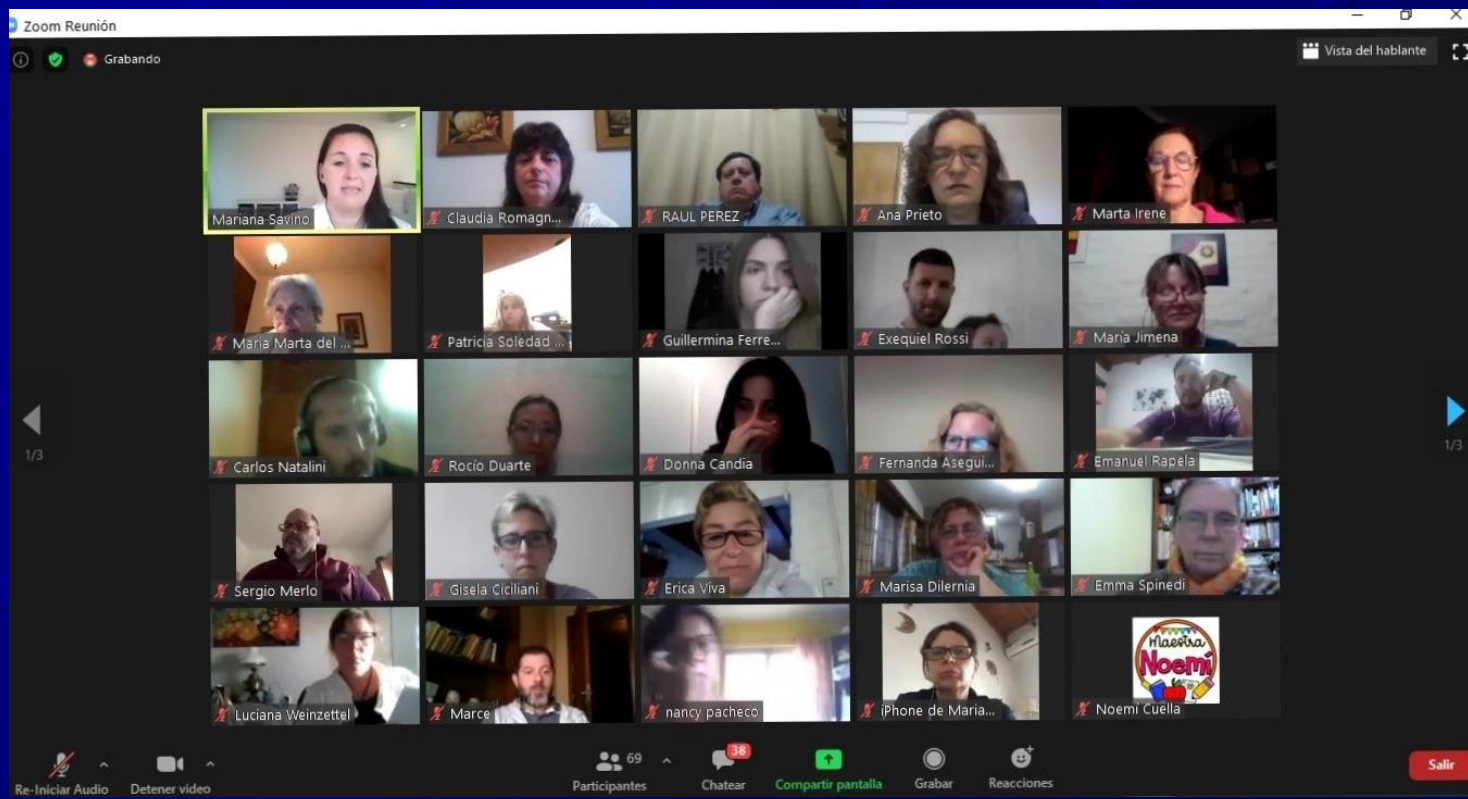 Zoom Reunión
Grabando
Vista del hablante
Mariana Savino
Claudia Romagn...
RAUL PEREZ
Ana Prieto
Marta Irene
Maria Marta del ...
Patricia Soledad ...
Guillermina Ferre...
Exequiel Rossi
María Jimena
Carlos Natalini
Rocío Duarte
Donna Candia
Fernanda Asegui...
Emanuel Rapela
1/3
1/3
Sergio Merlo
Gisela Ciciliani
Erica Viva
Marisa Dilernia
Emma Spinedi
Luciana Weinzettel
Marce
nancy pacheco
iPhone de Maria...
Maestra
Noemí
Noemí Cuella
69
38
Re-Iniciar Audio
Detener video
Participantes
Chatear
Compartir pantalla
Grabar
Reacciones
Salir